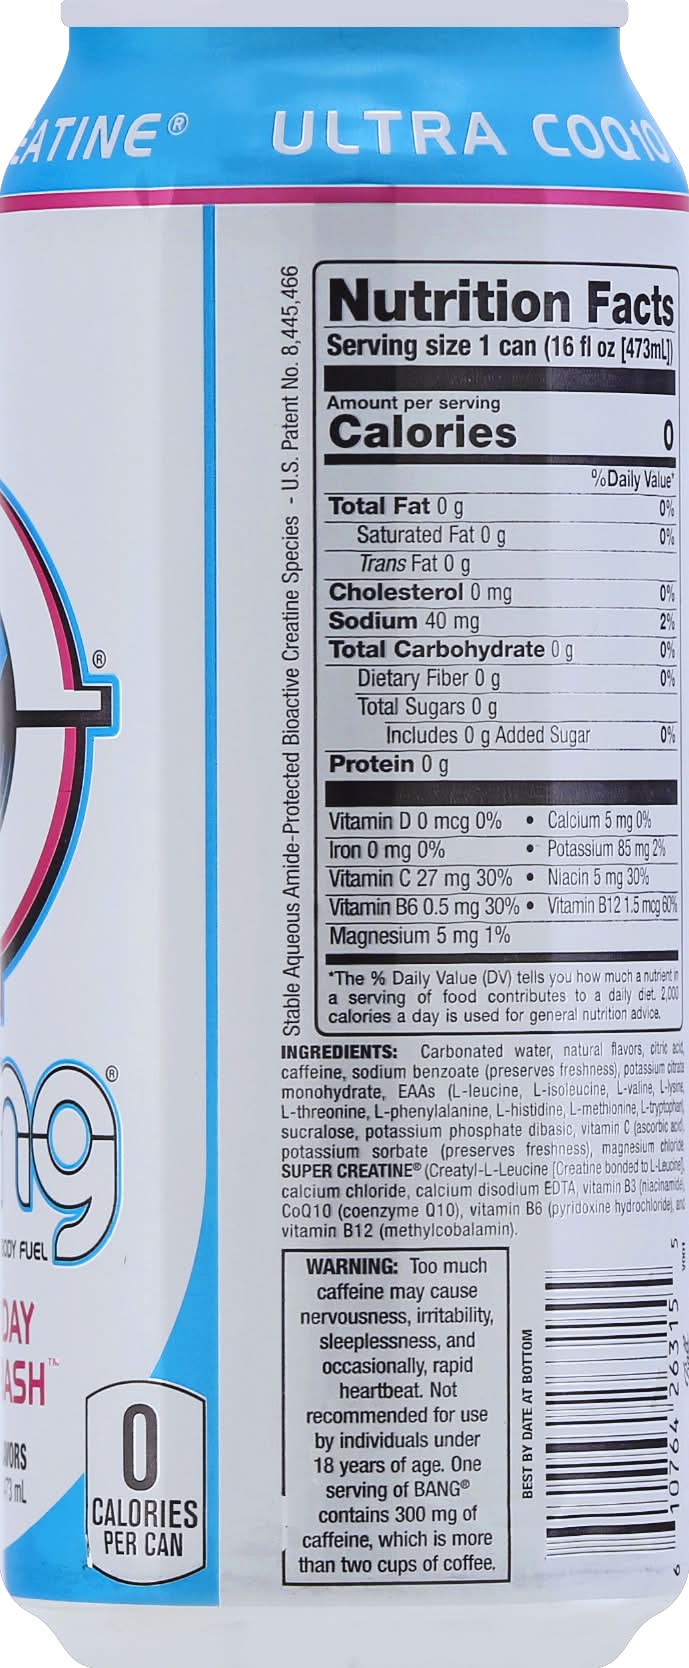 EATINE® ULTRA COQ10
Stable Aqueous Amide-Protected Bioactive Creatine Species - U.S. Patent No. 8,445,466
Nutrition Facts
Serving size 1 can (16 fl oz [473mL])
Amount per serving
Calories 0
%Daily Value*
Total Fat 0 g 0%
Saturated Fat 0 g 0%
Trans Fat 0 g
Cholesterol 0 mg 0%
Sodium 40 mg 2%
Total Carbohydrate 0 g 0%
Dietary Fiber 0 g 0%
Total Sugars 0 g
Includes 0 g Added Sugar 0%
Protein 0 g
Vitamin D 0 mcg 0% • Calcium 5 mg 0%
Iron 0 mg 0% • Potassium 85 mg 2%
Vitamin C 27 mg 30% • Niacin 5 mg 30%
Vitamin B6 0.5 mg 30% • Vitamin B12 1.5 mcg 60%
Magnesium 5 mg 1%
*The % Daily Value (DV) tells you how much a nutrient in
a serving of food contributes to a daily diet. 2,000
calories a day is used for general nutrition advice.
INGREDIENTS: Carbonated water, natural flavors, citric acid,
caffeine, sodium benzoate (preserves freshness), potassium citrate
monohydrate, EAAs (L-leucine, L-isoleucine, L-valine, L-lysine,
L-threonine, L-phenylalanine, L-histidine, L-methionine, L-tryptophan),
sucralose, potassium phosphate dibasic, vitamin C (ascorbic acid),
potassium sorbate (preserves freshness), magnesium chloride,
SUPER CREATINE® (Creatyl-L-Leucine [Creatine bonded to L-Leucine]),
calcium chloride, calcium disodium EDTA, vitamin B3 (niacinamide),
CoQ10 (coenzyme Q10), vitamin B6 (pyridoxine hydrochloride), and
vitamin B12 (methylcobalamin).
WARNING: Too much
caffeine may cause
nervousness, irritability,
sleeplessness, and
occasionally, rapid
heartbeat. Not
recommended for use
by individuals under
18 years of age. One
serving of BANG®
contains 300 mg of
caffeine, which is more
than two cups of coffee.
BEST BY DATE AT BOTTOM
6 10764 26315 5
®
ng®
ODY FUEL
DAY
ASH™
AVORS
73 mL
0
CALORIES
PER CAN